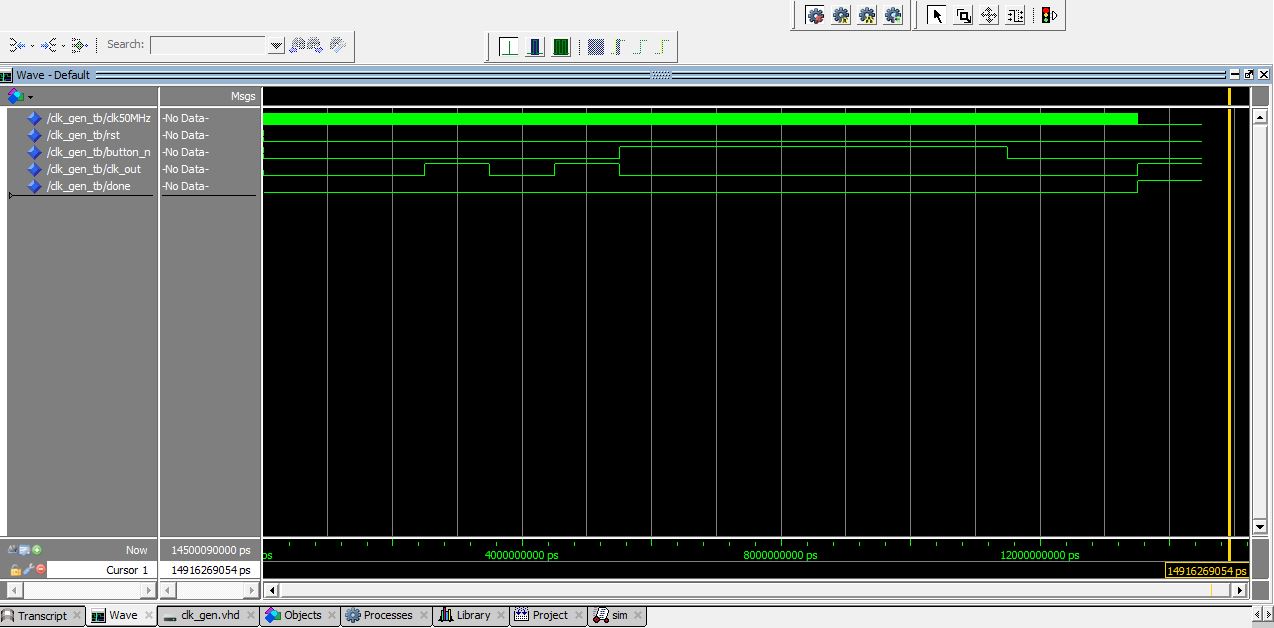 Search:
Wave - Default
Msgs
/clk_gen_tb/clk50MHz -No Data-
/clk_gen_tb/rst -No Data-
/clk_gen_tb/button_n -No Data-
/clk_gen_tb/clk_out -No Data-
/clk_gen_tb/done -No Data-
Now 14500090000 ps ps 4000000000 ps 8000000000 ps 12000000000 ps
Cursor 1 14916269054 ps 14916269054 ps
Transcript Wave clk_gen.vhd Objects Processes Library Project sim